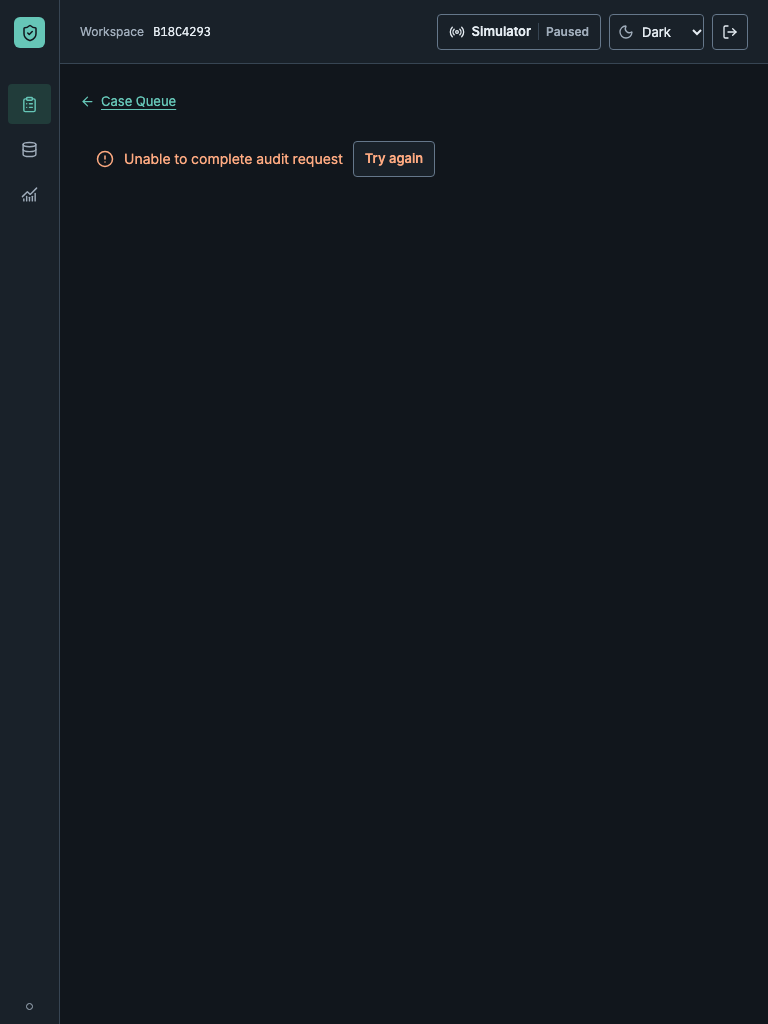 Workspace B18C4293
Simulator Paused
Dark
Case Queue
Unable to complete audit request
Try again